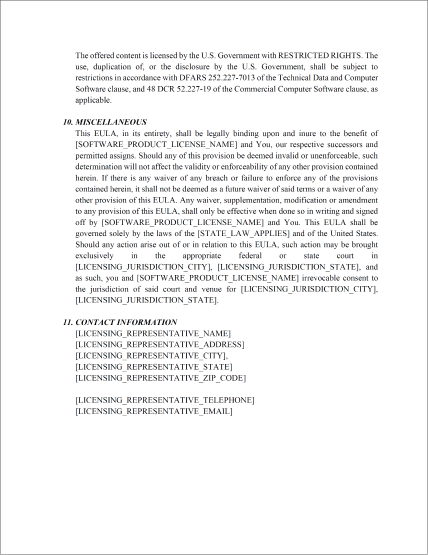 The offered content is licensed by the U.S. Government with RESTRICTED RIGHTS. The
use, duplication of, or the disclosure by the U.S. Government, shall be subject to
restrictions in accordance with DFARS 252.227-7013 of the Technical Data and Computer
Software clause, and 48 DCR 52.227-19 of the Commercial Computer Software clause, as
applicable.
10. MISCELLANEOUS
This EULA, in its entirety, shall be legally binding upon and inure to the benefit of
[SOFTWARE_PRODUCT_LICENSE_NAME] and You, our respective successors and
permitted assigns. Should any of this provision be deemed invalid or unenforceable, such
determination will not affect the validity or enforceability of any other provision contained
herein. If there is any waiver of any breach or failure to enforce any of the provisions
contained herein, it shall not be deemed as a future waiver of said terms or a waiver of any
other provision of this EULA. Any waiver, supplementation, modification or amendment
to any provision of this EULA, shall only be effective when done so in writing and signed
off by [SOFTWARE_PRODUCT_LICENSE_NAME] and You. This EULA shall be
governed solely by the laws of the [STATE_LAW_APPLIES] and of the United States.
Should any action arise out of or in relation to this EULA, such action may be brought
exclusively in the appropriate federal or state court in
[LICENSING_JURISDICTION_CITY], [LICENSING_JURISDICTION_STATE], and
as such, you and [SOFTWARE_PRODUCT_LICENSE_NAME] irrevocable consent to
the jurisdiction of said court and venue for [LICENSING_JURISDICTION_CITY],
[LICENSING_JURISDICTION_STATE].
11. CONTACT INFORMATION
[LICENSING_REPRESENTATIVE_NAME]
[LICENSING_REPRESENTATIVE_ADDRESS]
[LICENSING_REPRESENTATIVE_CITY],
[LICENSING_REPRESENTATIVE_STATE]
[LICENSING_REPRESENTATIVE_ZIP_CODE]
[LICENSING_REPRESENTATIVE_TELEPHONE]
[LICENSING_REPRESENTATIVE_EMAIL]